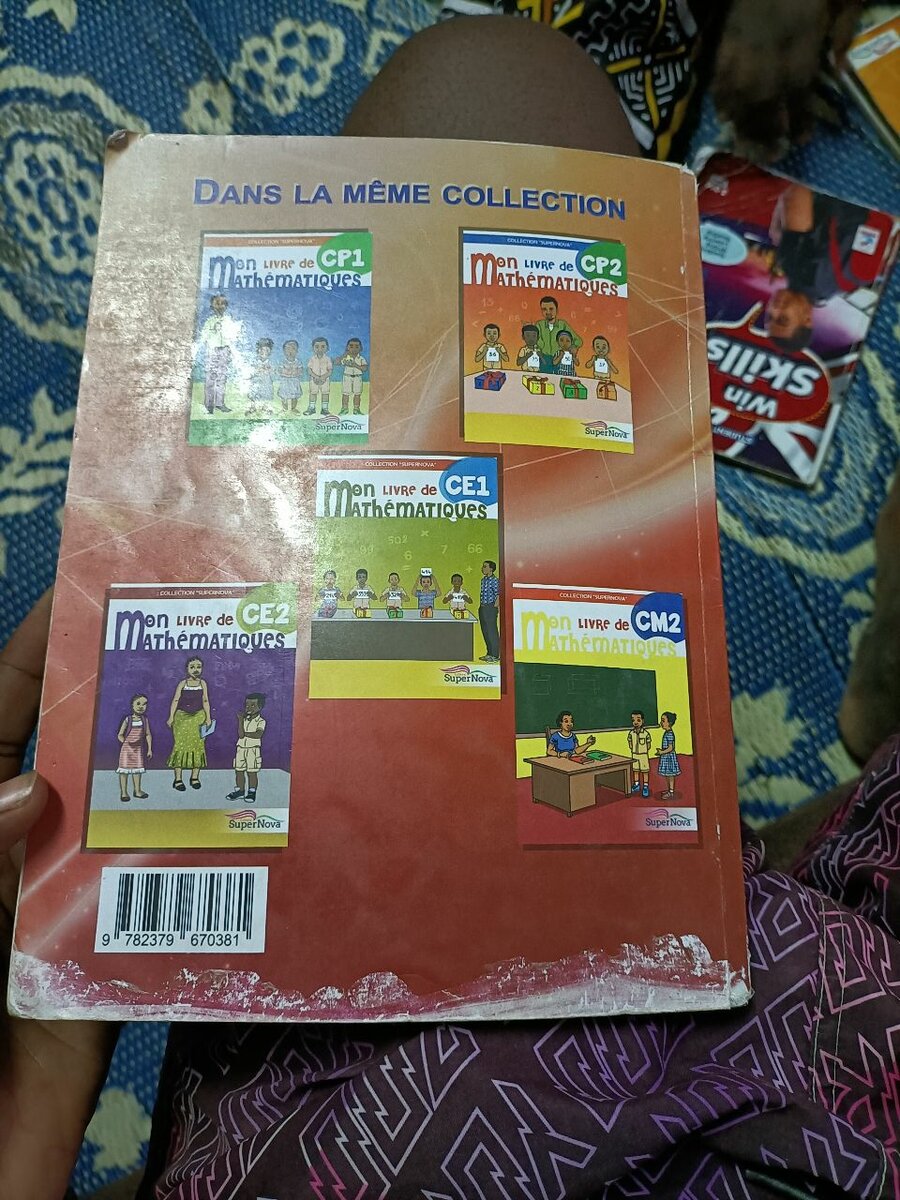 DANS LA MÊME COLLECTION
COLLECTION "SUPERNOVA"
MON LIVRE DE CP1
MATHÉMATIQUES
SUPERNOVA
COLLECTION "SUPERNOVA"
MON LIVRE DE CP2
MATHÉMATIQUES
SUPERNOVA
COLLECTION "SUPERNOVA"
MON LIVRE DE CE1
MATHÉMATIQUES
SUPERNOVA
COLLECTION "SUPERNOVA"
MON LIVRE DE CE2
MATHÉMATIQUES
SUPERNOVA
COLLECTION "SUPERNOVA"
MON LIVRE DE CM2
MATHÉMATIQUES
SUPERNOVA
9 782379 670381
Win
Skills